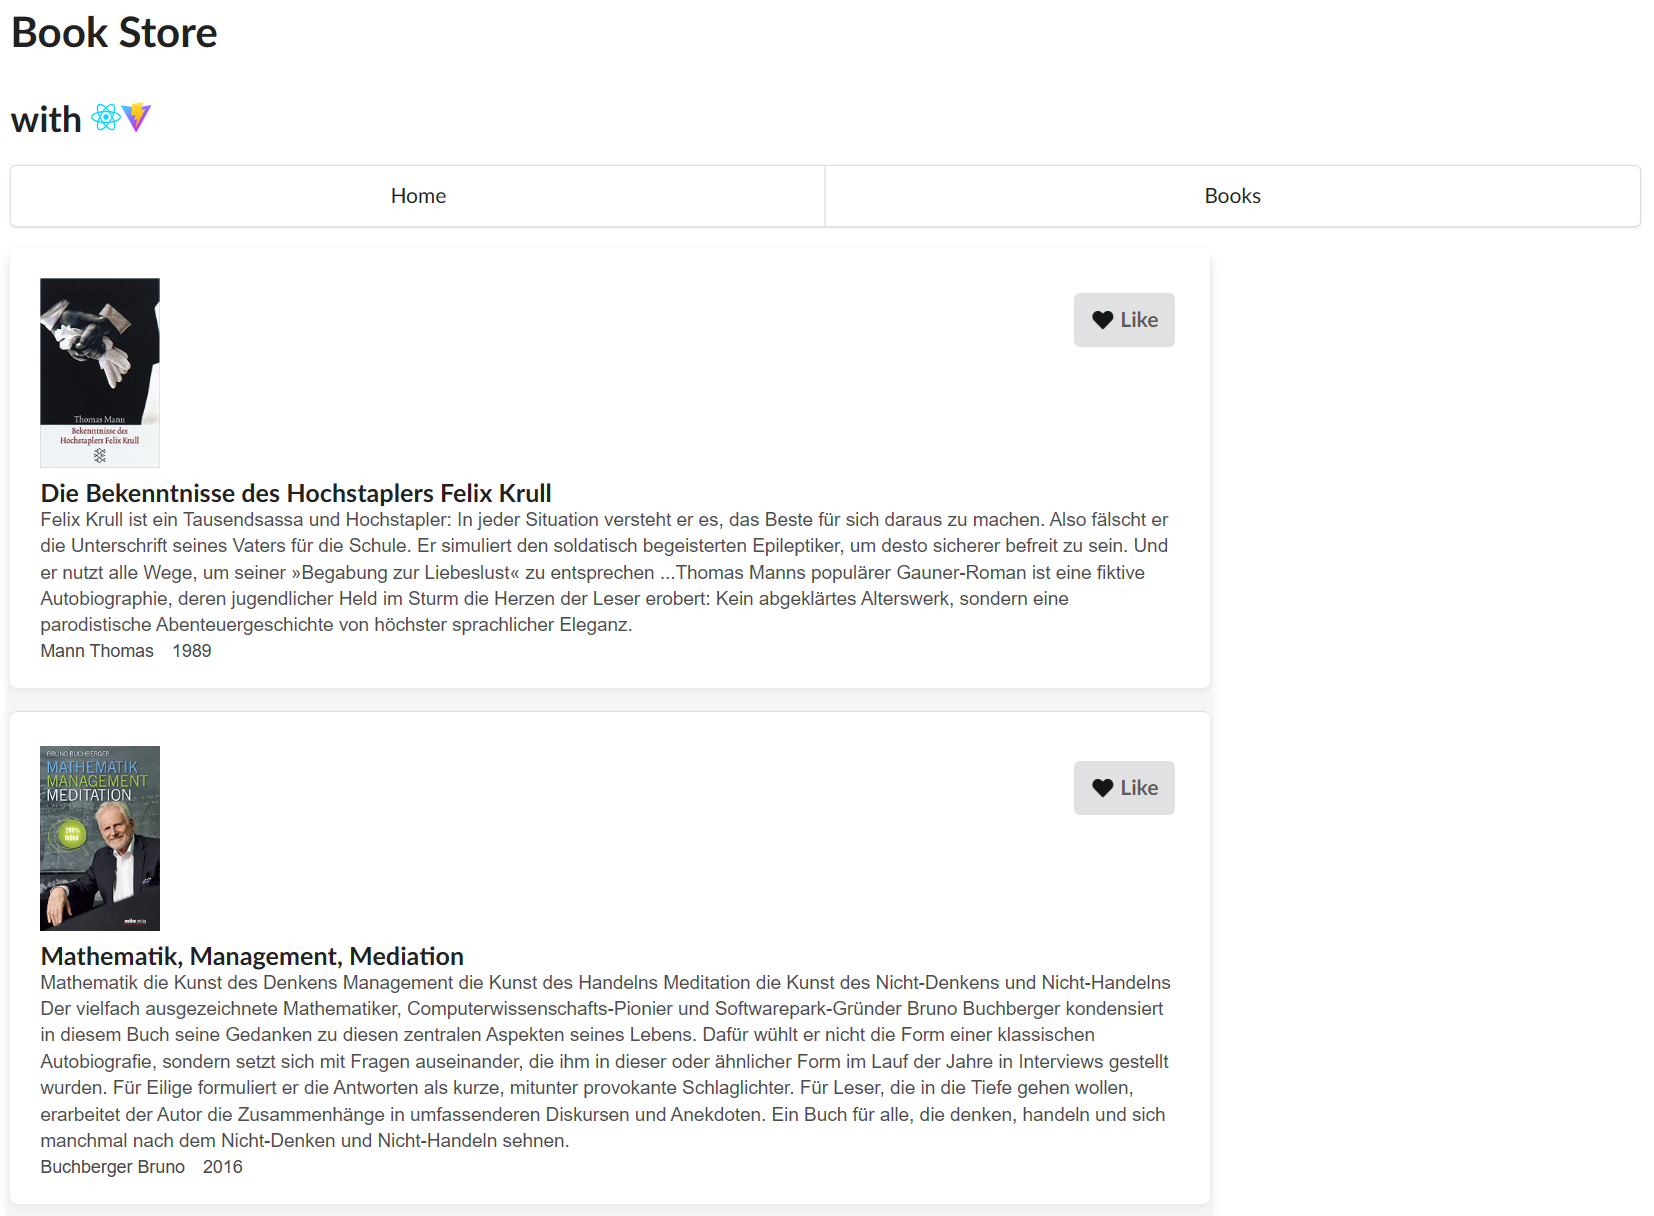 Book Store
with
Home
Books
Like
Thomas Mann
Bekenntnisse des
Hochstaplers Felix Krull
Die Bekenntnisse des Hochstaplers Felix Krull
Felix Krull ist ein Tausendsassa und Hochstapler: In jeder Situation versteht er es, das Beste für sich daraus zu machen. Also fälscht er
die Unterschrift seines Vaters für die Schule. Er simuliert den soldatisch begeisterten Epileptiker, um desto sicherer befreit zu sein. Und
er nutzt alle Wege, um seiner »Begabung zur Liebeslust« zu entsprechen ...Thomas Manns populärer Gauner-Roman ist eine fiktive
Autobiographie, deren jugendlicher Held im Sturm die Herzen der Leser erobert: Kein abgeklärtes Alterswerk, sondern eine
parodistische Abenteuergeschichte von höchster sprachlicher Eleganz.
Mann Thomas 1989
BRUNO BUCHBERGER
MATHEMATIK
MANAGEMENT
MEDITATION
Like
Mathematik, Management, Mediation
Mathematik die Kunst des Denkens Management die Kunst des Handelns Meditation die Kunst des Nicht-Denkens und Nicht-Handelns
Der vielfach ausgezeichnete Mathematiker, Computerwissenschafts-Pionier und Softwarepark-Gründer Bruno Buchberger kondensiert
in diesem Buch seine Gedanken zu diesen zentralen Aspekten seines Lebens. Dafür wühlt er nicht die Form einer klassischen
Autobiografie, sondern setzt sich mit Fragen auseinander, die ihm in dieser oder ähnlicher Form im Lauf der Jahre in Interviews gestellt
wurden. Für Eilige formuliert er die Antworten als kurze, mitunter provokante Schlaglichter. Für Leser, die in die Tiefe gehen wollen,
erarbeitet der Autor die Zusammenhänge in umfassenderen Diskursen und Anekdoten. Ein Buch für alle, die denken, handeln und sich
manchmal nach dem Nicht-Denken und Nicht-Handeln sehnen.
Buchberger Bruno 2016